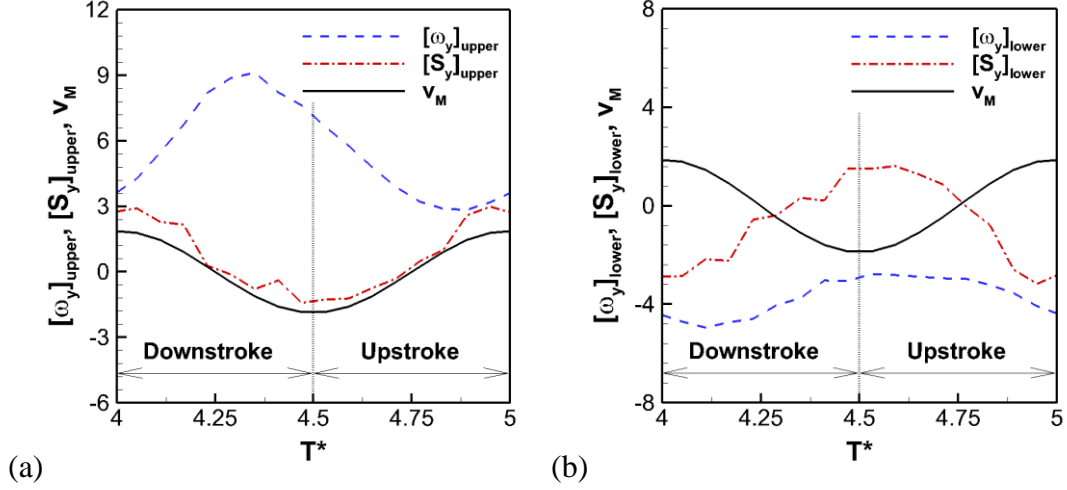 12
9
6
3
0
-3
-6
[ω_y]_upper, [S_y]_upper, v_M
[ω_y]_upper
[S_y]_upper
v_M
Downstroke
Upstroke
4
4.25
4.5
4.75
5
T*
(a)
8
4
0
-4
-8
[ω_y]_lower, [S_y]_lower, v_M
[ω_y]_lower
[S_y]_lower
v_M
Downstroke
Upstroke
4
4.25
4.5
4.75
5
T*
(b)